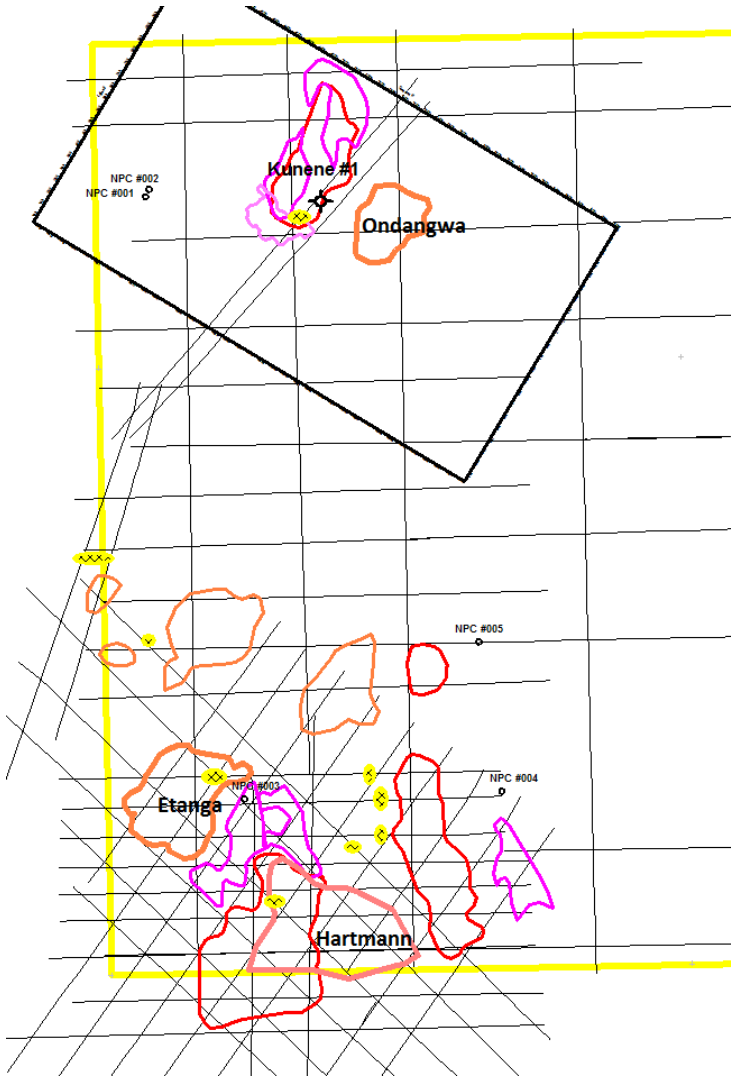 NPC #002
NPC #001
Kunene #1
Ondangwa
NPC #005
NPC #004
NPC #003
Etanga
Hartmann